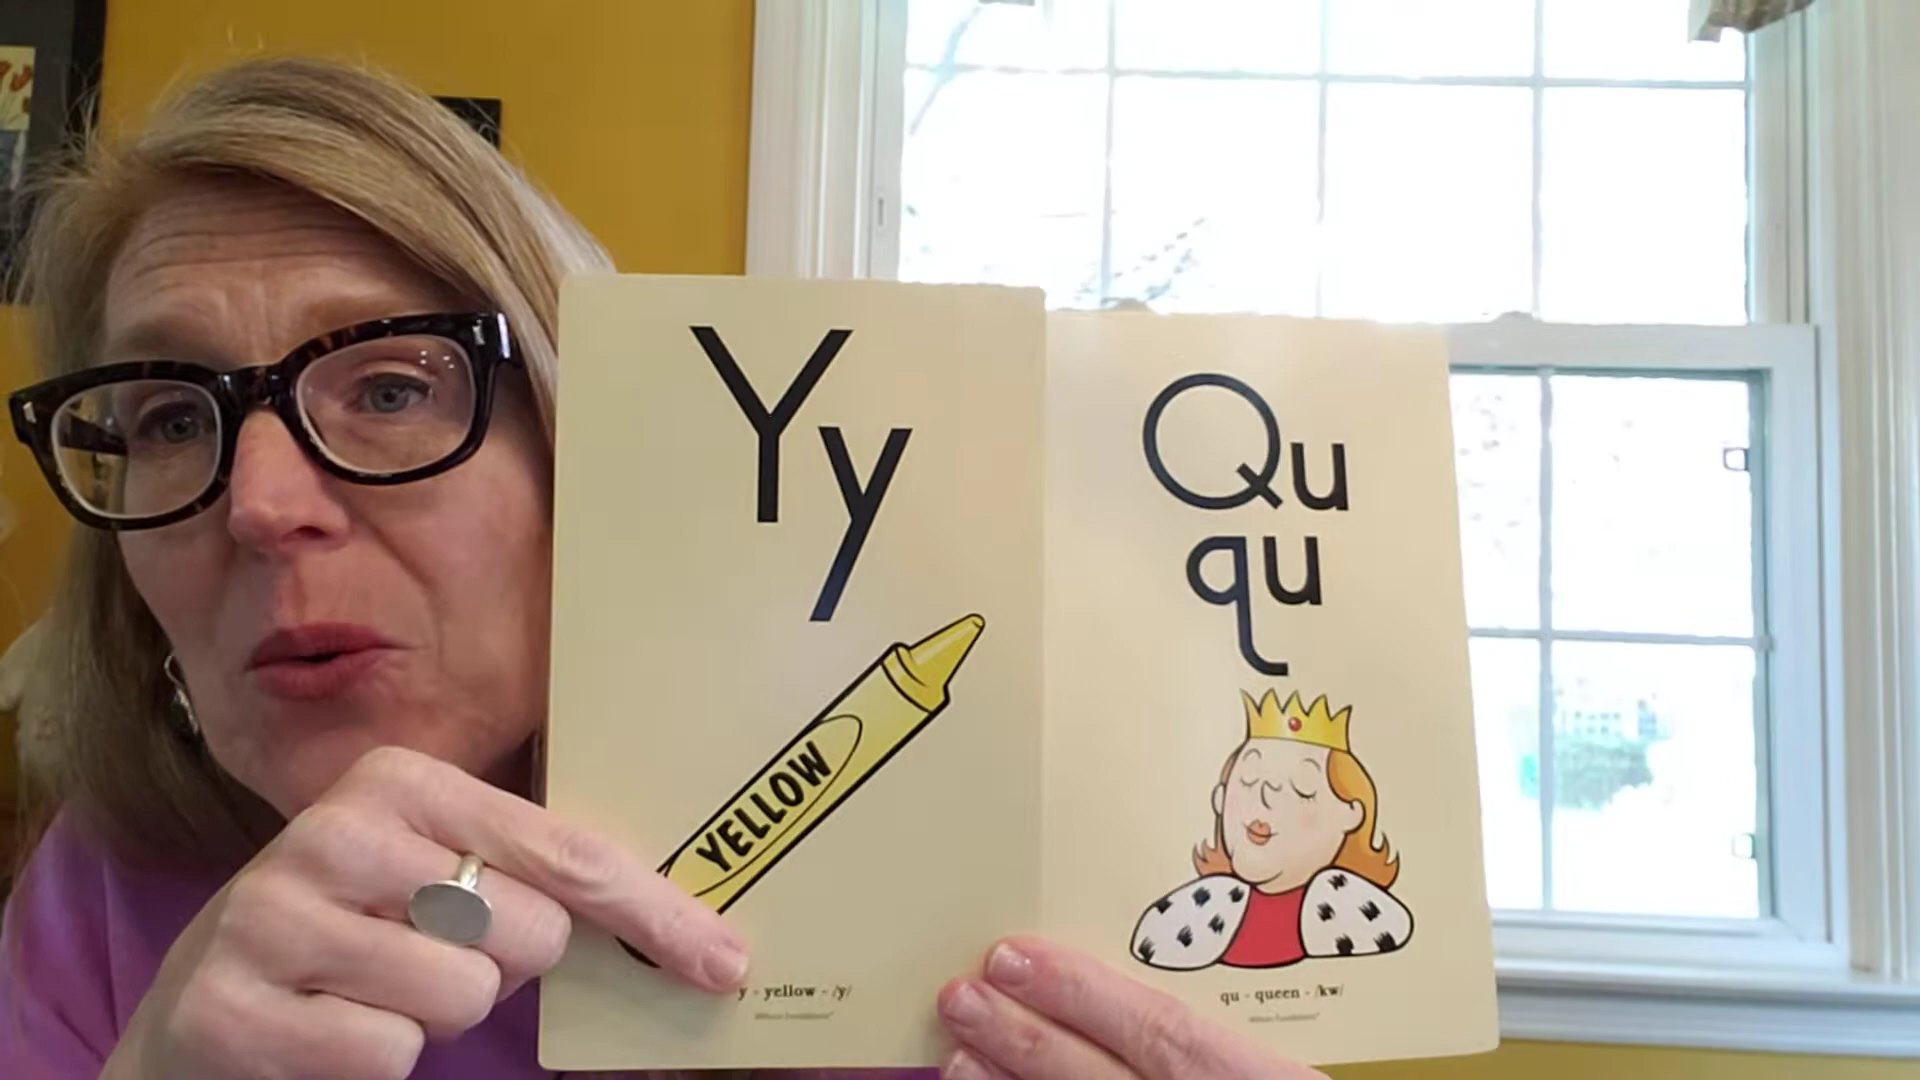 Yy
YELLOW
y - yellow - /y/
Qu
qu
qu - queen - /kw/